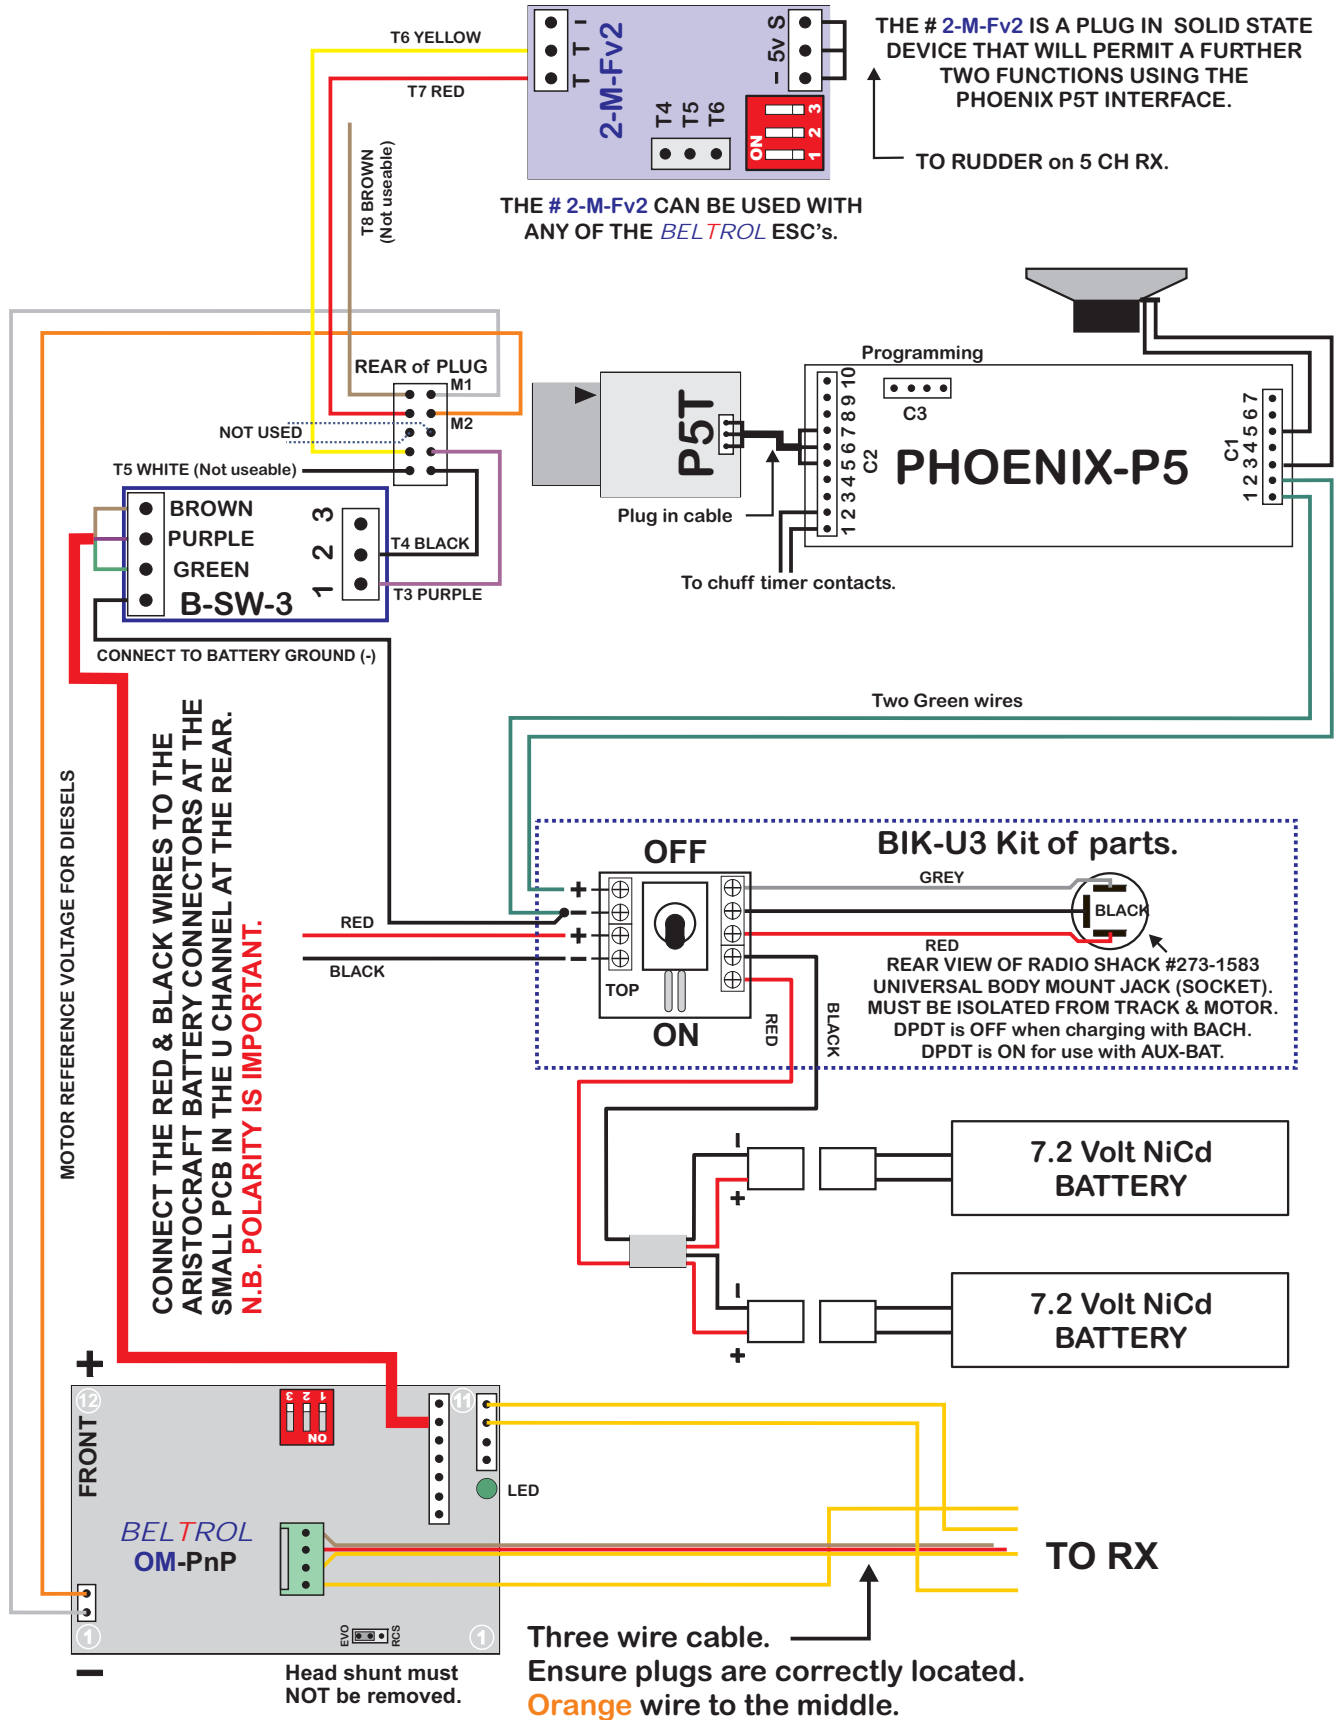 T6 YELLOW
T7 RED
T8 BROWN
(Not useable)
T T I
2-M-Fv2
– 5v S
T4
T5
T6
ON
1 2 3
THE # 2-M-Fv2 IS A PLUG IN SOLID STATE
DEVICE THAT WILL PERMIT A FURTHER
TWO FUNCTIONS USING THE
PHOENIX P5T INTERFACE.
TO RUDDER on 5 CH RX.
THE # 2-M-Fv2 CAN BE USED WITH
ANY OF THE BELTROL ESC's.
REAR of PLUG
M1
M2
NOT USED
T5 WHITE (Not useable)
BROWN
PURPLE
GREEN
B-SW-3
1 2 3
T4 BLACK
T3 PURPLE
CONNECT TO BATTERY GROUND (-)
P5T
Plug in cable
Programming
C3
1 2 3 4 5 6 7 8 9 10
C2
PHOENIX-P5
C1
1 2 3 4 5 6 7
To chuff timer contacts.
Two Green wires
MOTOR REFERENCE VOLTAGE FOR DIESELS
CONNECT THE RED & BLACK WIRES TO THE
ARISTOCRAFT BATTERY CONNECTORS AT THE
SMALL PCB IN THE U CHANNEL AT THE REAR.
N.B. POLARITY IS IMPORTANT.
BIK-U3 Kit of parts.
OFF
+
–
+
–
TOP
ON
RED
BLACK
GREY
BLACK
RED
RED
BLACK
REAR VIEW OF RADIO SHACK #273-1583
UNIVERSAL BODY MOUNT JACK (SOCKET).
MUST BE ISOLATED FROM TRACK & MOTOR.
DPDT is OFF when charging with BACH.
DPDT is ON for use with AUX-BAT.
–
+
7.2 Volt NiCd
BATTERY
–
+
7.2 Volt NiCd
BATTERY
+
12
FRONT
1 2 3
ON
11
LED
BELTROL
OM-PnP
1
–
EVO
RCS
1
Head shunt must
NOT be removed.
TO RX
Three wire cable.
Ensure plugs are correctly located.
Orange wire to the middle.